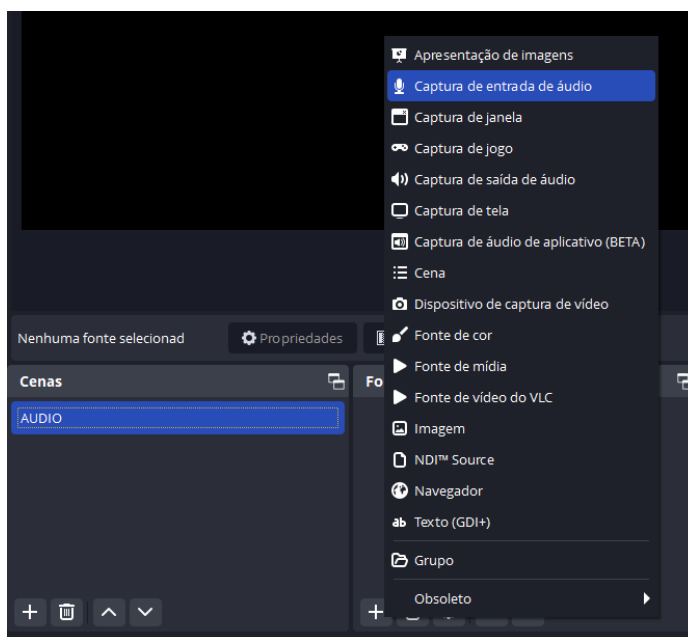 Apresentação de imagens
Captura de entrada de áudio
Captura de janela
Captura de jogo
Captura de saída de áudio
Captura de tela
Captura de áudio de aplicativo (BETA)
Cena
Dispositivo de captura de vídeo
Fonte de cor
Fonte de mídia
Fonte de vídeo do VLC
Imagem
NDI™ Source
Navegador
ab Texto (GDI+)
Grupo
Obsoleto
Nenhuma fonte selecionad
Propriedades
Cenas
Fo
AUDIO